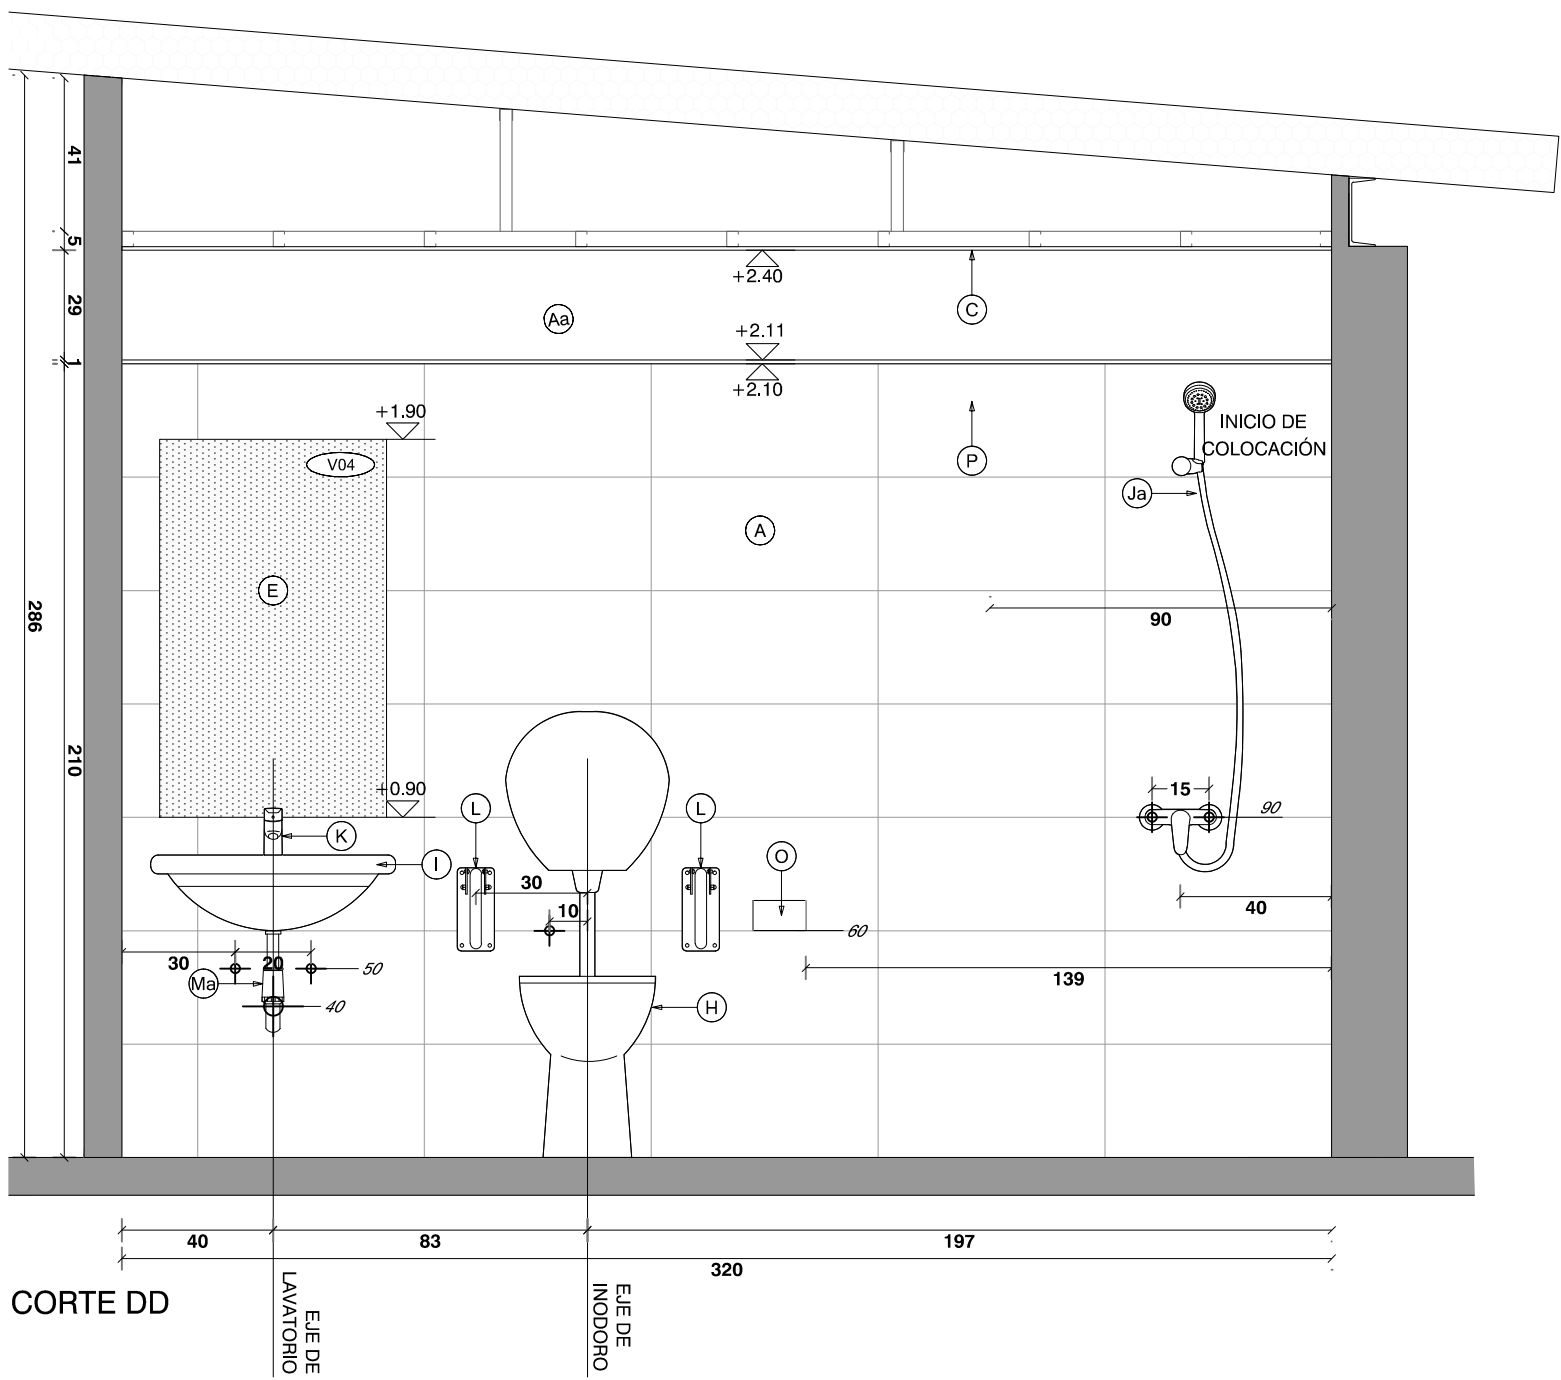 41
5
+2.40
29
Aa
C
+2.11
1
+2.10
+1.90
INICIO DE
COLOCACIÓN
V04
P
Ja
A
E
286
90
210
+0.90
15
90
L
L
K
O
I
30
40
10
60
30
20
50
139
Ma
40
H
40
83
197
320
CORTE DD
EJE DE
LAVATORIO
EJE DE
INODORO